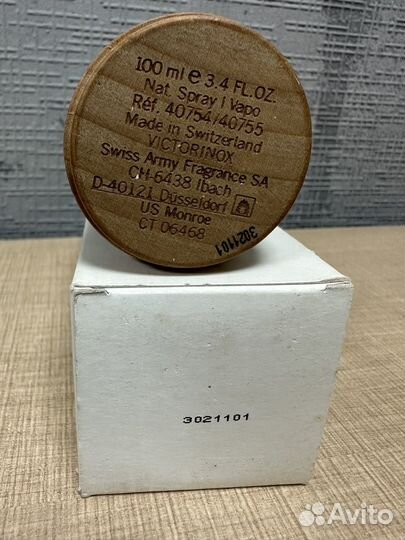 100 ml e 3.4 FL.OZ.
Nat. Spray | Vapo
Réf. 40754/40755
Made in Switzerland
VICTORINOX
Swiss Army Fragrance SA
CH-6438 Ibach
D-40121 Düsseldorf
US Monroe
CT 06468
3021101
3021101
Avito